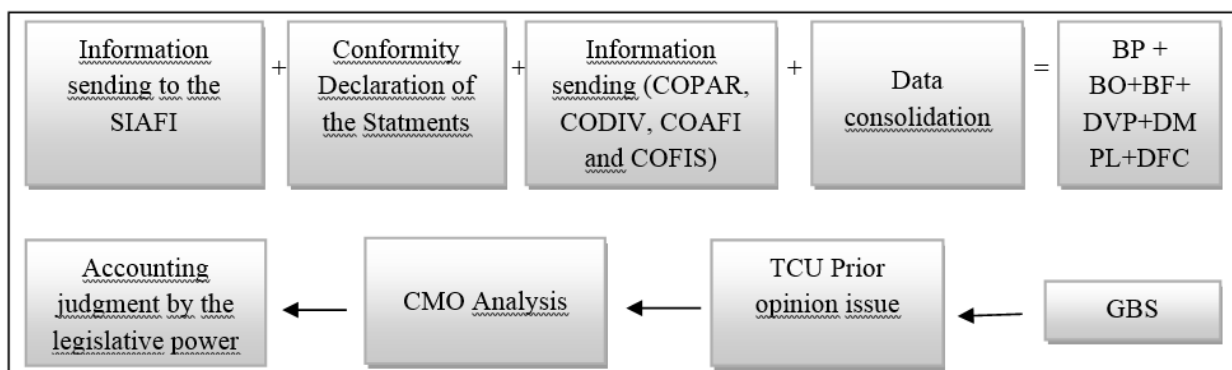 Information
sending to the
SIAFI
+
Conformity
Declaration of
the Statments
+
Information
sending (COPAR,
CODIV, COAFI
and COFIS)
+
Data
consolidation
=
BP +
BO+BF+
DVP+DM
PL+DFC
Accounting
judgment by the
legislative power
CMO Analysis
TCU Prior
opinion issue
GBS